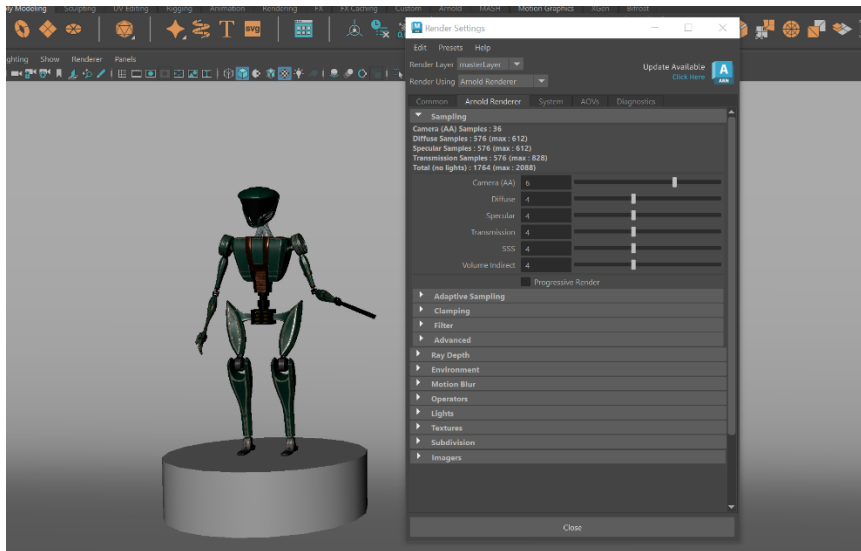 ly Modeling Sculpting UV Editing Rigging Animation Rendering FX FX Caching Custom Arnold MASH Motion Graphics XGen Bifrost
T svg
Render Settings
Edit Presets Help
ghting Show Renderer Panels
Render Layer masterLayer
Update Available
Click Here
A
ARN
Render Using Arnold Renderer
Common Arnold Renderer System AOVs Diagnostics
Sampling
Camera (AA) Samples : 36
Diffuse Samples : 576 (max : 612)
Specular Samples : 576 (max : 612)
Transmission Samples : 576 (max : 828)
Total (no lights) : 1764 (max : 2088)
Camera (AA) 6
Diffuse 4
Specular 4
Transmission 4
SSS 4
Volume Indirect 4
Progressive Render
Adaptive Sampling
Clamping
Filter
Advanced
Ray Depth
Environment
Motion Blur
Operators
Lights
Textures
Subdivision
Imagers
Close